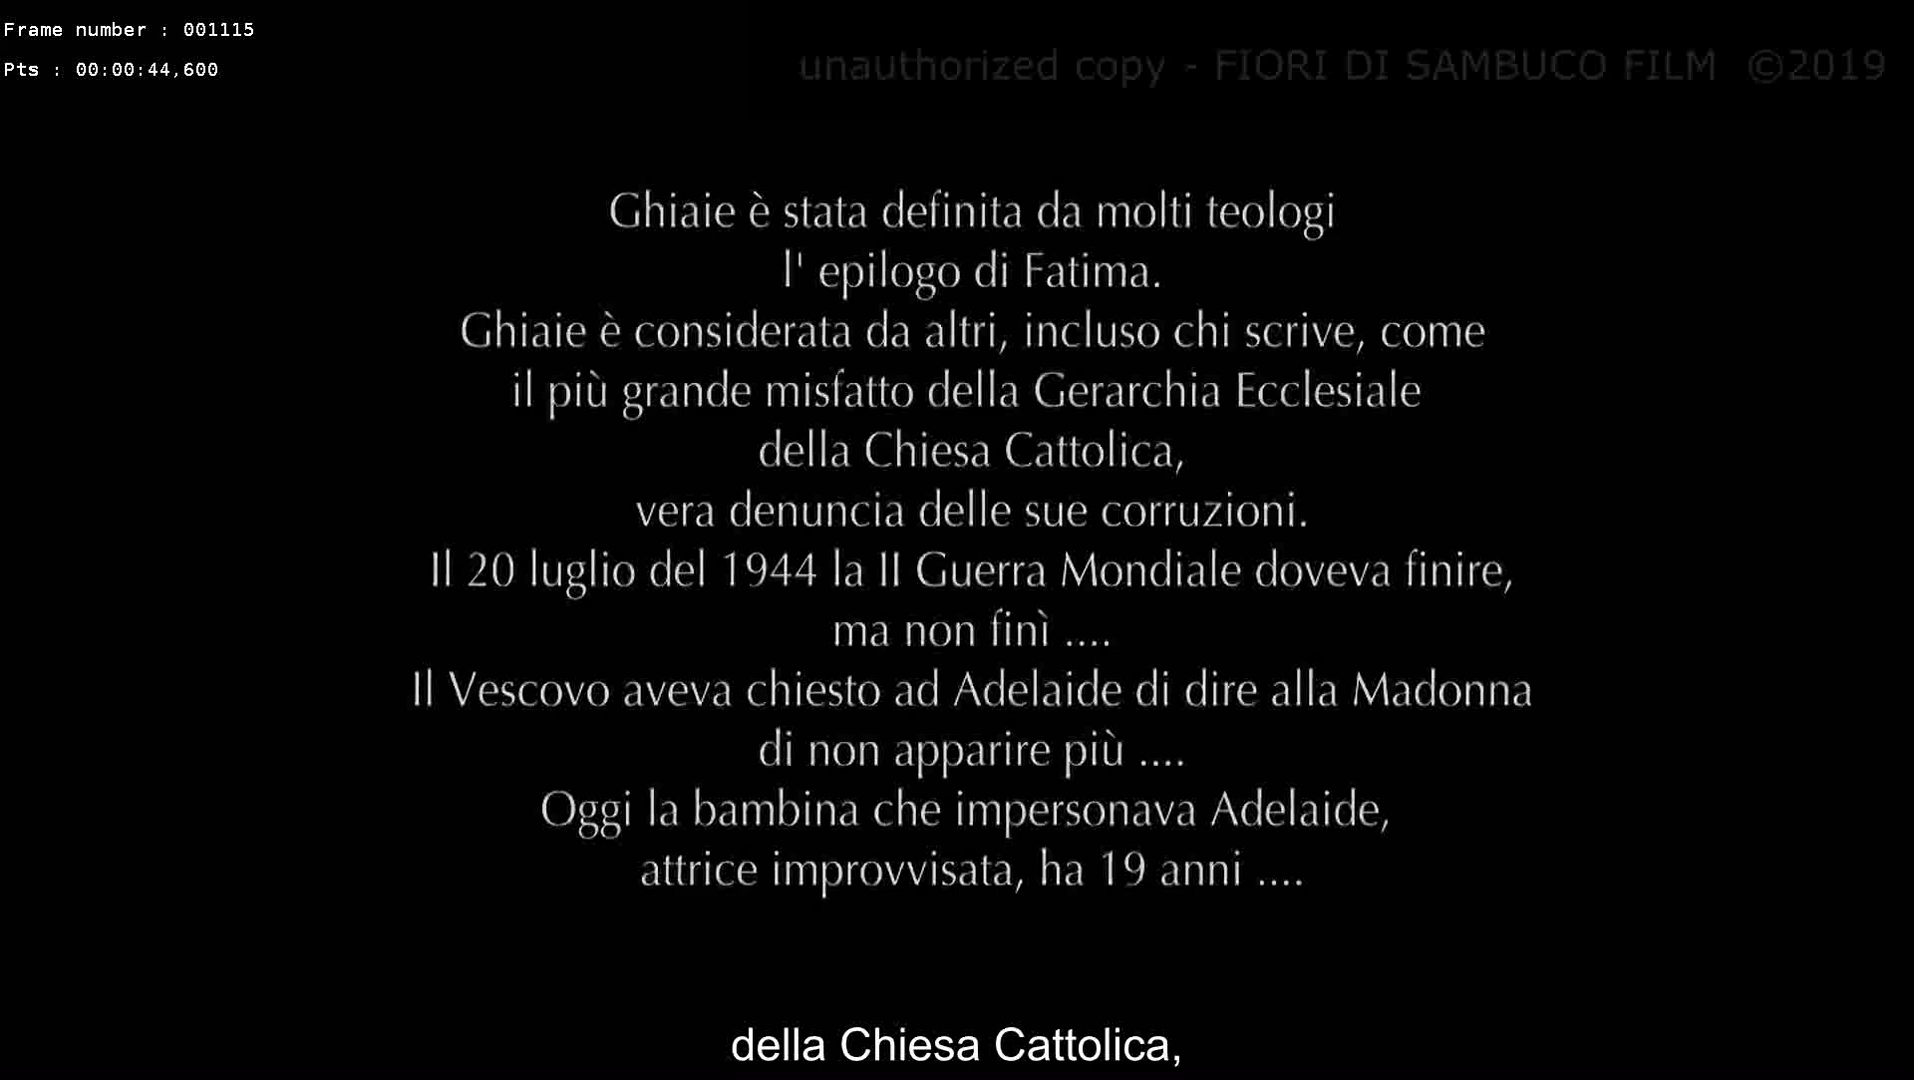 Frame number : 001115
Pts : 00:00:44,600
unauthorized copy - FIORI DI SAMBUCO FILM ©2019
Ghiaie è stata definita da molti teologi
l' epilogo di Fatima.
Ghiaie è considerata da altri, incluso chi scrive, come
il più grande misfatto della Gerarchia Ecclesiale
della Chiesa Cattolica,
vera denuncia delle sue corruzioni.
Il 20 luglio del 1944 la II Guerra Mondiale doveva finire,
ma non finì ....
Il Vescovo aveva chiesto ad Adelaide di dire alla Madonna
di non apparire più ....
Oggi la bambina che impersonava Adelaide,
attrice improvvisata, ha 19 anni ....
della Chiesa Cattolica,